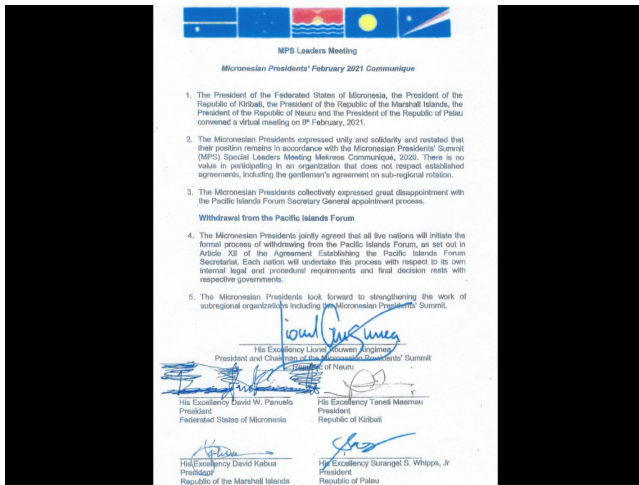 MPS Leaders Meeting
Micronesian Presidents' February 2021 Communique
1. The President of the Federated States of Micronesia, the President of the
Republic of Kiribati, the President of the Republic of the Marshall Islands, the
President of the Republic of Nauru and the President of the Republic of Palau
convened a virtual meeting on 8th February, 2021.
2. The Micronesian Presidents expressed unity and solidarity and restated that
their position remains in accordance with the Micronesian Presidents' Summit
(MPS) Special Leaders Meeting Mekreos Communiqué, 2020. There is no
value in participating in an organization that does not respect established
agreements, including the gentlemen's agreement on sub-regional rotation.
3. The Micronesian Presidents collectively expressed great disappointment with
the Pacific Islands Forum Secretary General appointment process.
Withdrawal from the Pacific Islands Forum
4. The Micronesian Presidents jointly agreed that all five nations will initiate the
formal process of withdrawing from the Pacific Islands Forum, as set out in
Article XII of the Agreement Establishing the Pacific Islands Forum
Secretariat. Each nation will undertake this process with respect to its own
internal legal and procedural requirements and final decision rests with
respective governments.
5. The Micronesian Presidents look forward to strengthening the work of
subregional organizations including the Micronesian Presidents' Summit.
His Excellency Lionel Rouwen Aingimea
President and Chairman of the Micronesian Presidents' Summit
Republic of Nauru
His Excellency David W. Panuelo
President
Federated States of Micronesia
His Excellency Taneti Maamau
President
Republic of Kiribati
His Excellency David Kabua
President
Republic of the Marshall Islands
His Excellency Surangel S. Whipps, Jr
President
Republic of Palau